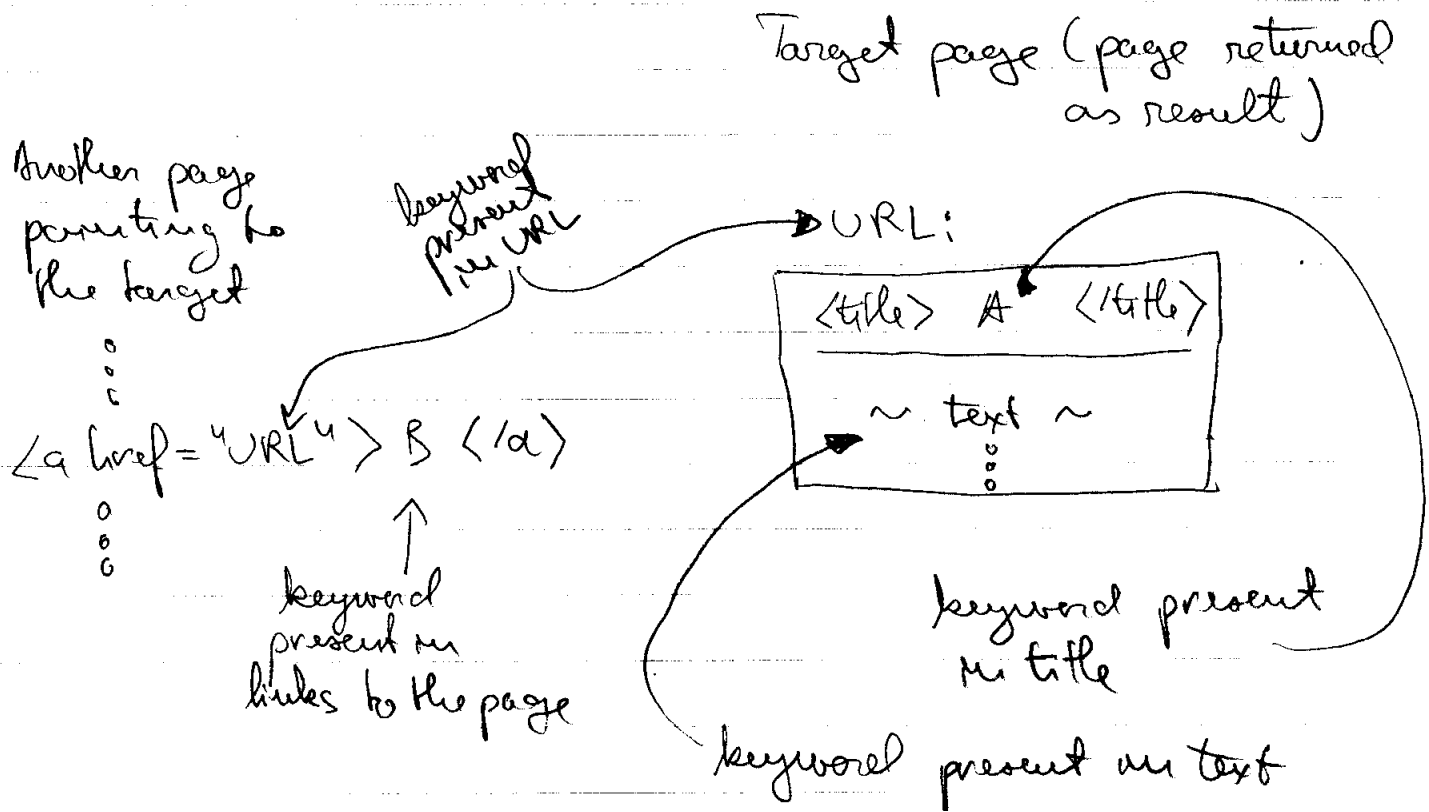 Target page (page returned
as result)
Another page
pointing to
the target
keyword
present
in URL
URL:
<title> A </title>
~ text ~
<a href="URL"> B </a>
keyword
present in
links to the page
keyword present
in title
keyword present in text